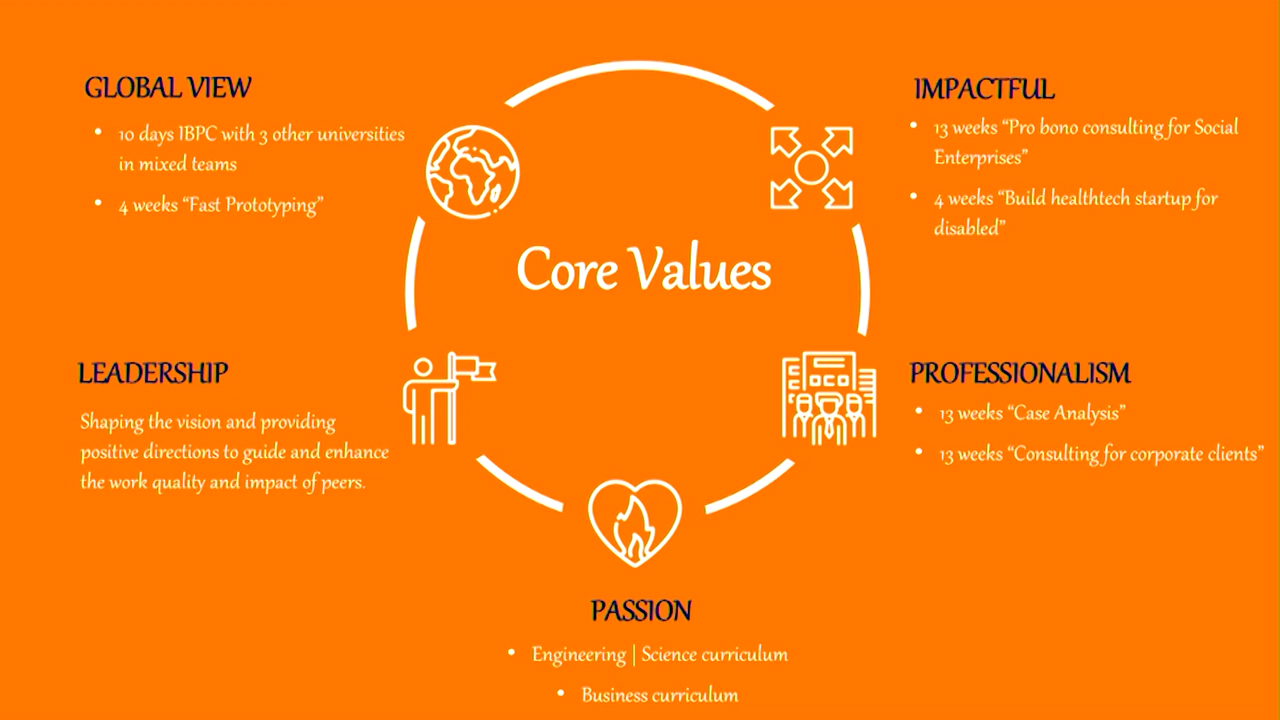 GLOBAL VIEW
• 10 days IBPC with 3 other universities
in mixed teams
• 4 weeks “Fast Prototyping”
IMPACTFUL
• 13 weeks “Pro bono consulting for Social
Enterprises”
• 4 weeks “Build healthtech startup for
disabled”
Core Values
LEADERSHIP
Shaping the vision and providing
positive directions to guide and enhance
the work quality and impact of peers.
PROFESSIONALISM
• 13 weeks “Case Analysis”
• 13 weeks “Consulting for corporate clients”
PASSION
• Engineering | Science curriculum
• Business curriculum